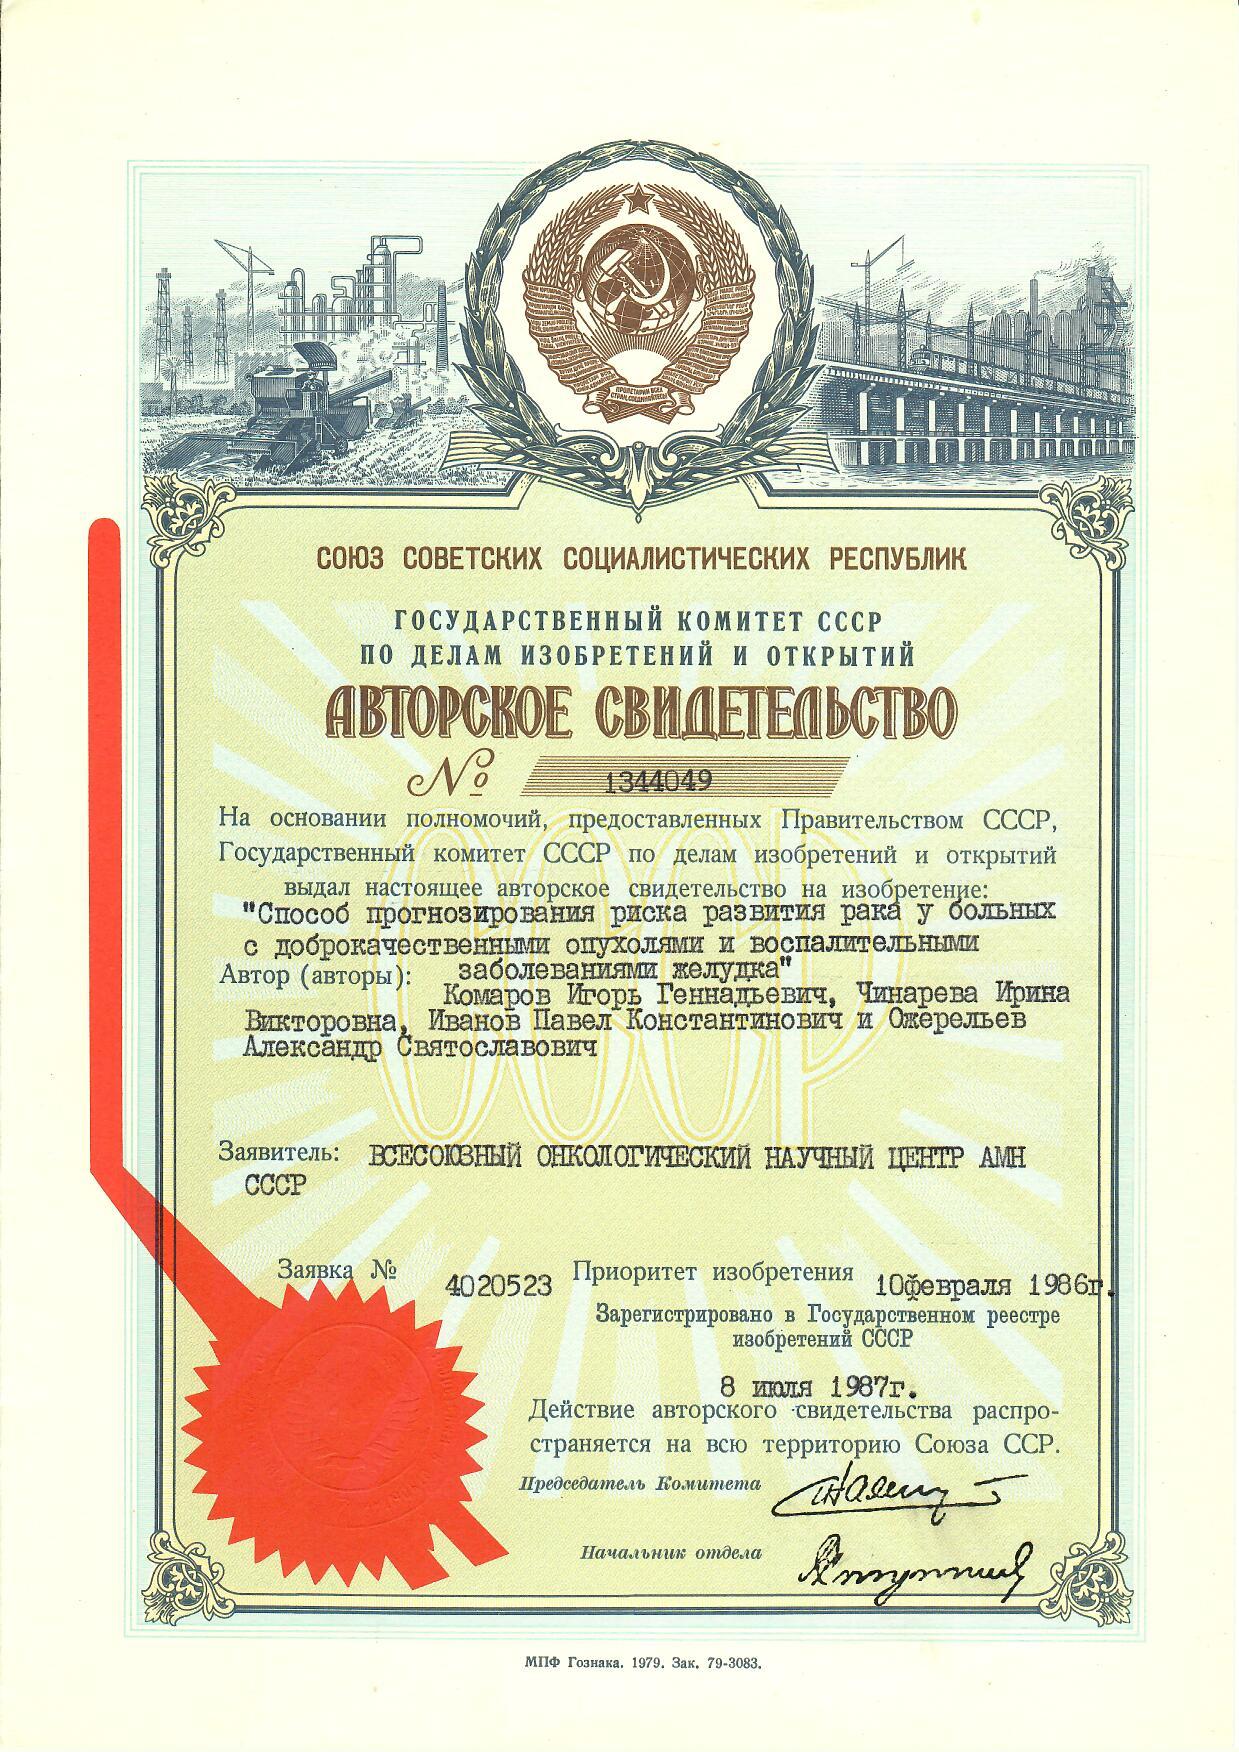 ПРОЛЕТАРИИ ВСЕХ
СТРАН, СОЕДИНЯЙТЕСЬ!
СОЮЗ СОВЕТСКИХ СОЦИАЛИСТИЧЕСКИХ РЕСПУБЛИК
ГОСУДАРСТВЕННЫЙ КОМИТЕТ СССР
ПО ДЕЛАМ ИЗОБРЕТЕНИЙ И ОТКРЫТИЙ
АВТОРСКОЕ СВИДЕТЕЛЬСТВО
№ 1344049
СССР
На основании полномочий, предоставленных Правительством СССР,
Государственный комитет СССР по делам изобретений и открытий
выдал настоящее авторское свидетельство на изобретение:
"Способ прогнозирования риска развития рака у больных
с доброкачественными опухолями и воспалительными
заболеваниями желудка"
Автор (авторы):
Комаров Игорь Геннадьевич, Чинарева Ирина
Викторовна, Иванов Павел Константинович и Ожерельев
Александр Святославович
Заявитель: ВСЕСОЮЗНЫЙ ОНКОЛОГИЧЕСКИЙ НАУЧНЫЙ ЦЕНТР АМН
СССР
Заявка № 4020523 Приоритет изобретения 10февраля 1986г.
Зарегистрировано в Государственном реестре
изобретений СССР
8 июля 1987г.
Действие авторского свидетельства распро-
страняется на всю территорию Союза ССР.
Председатель Комитета
Начальник отдела
МПФ Гознака. 1979. Зак. 79-3083.